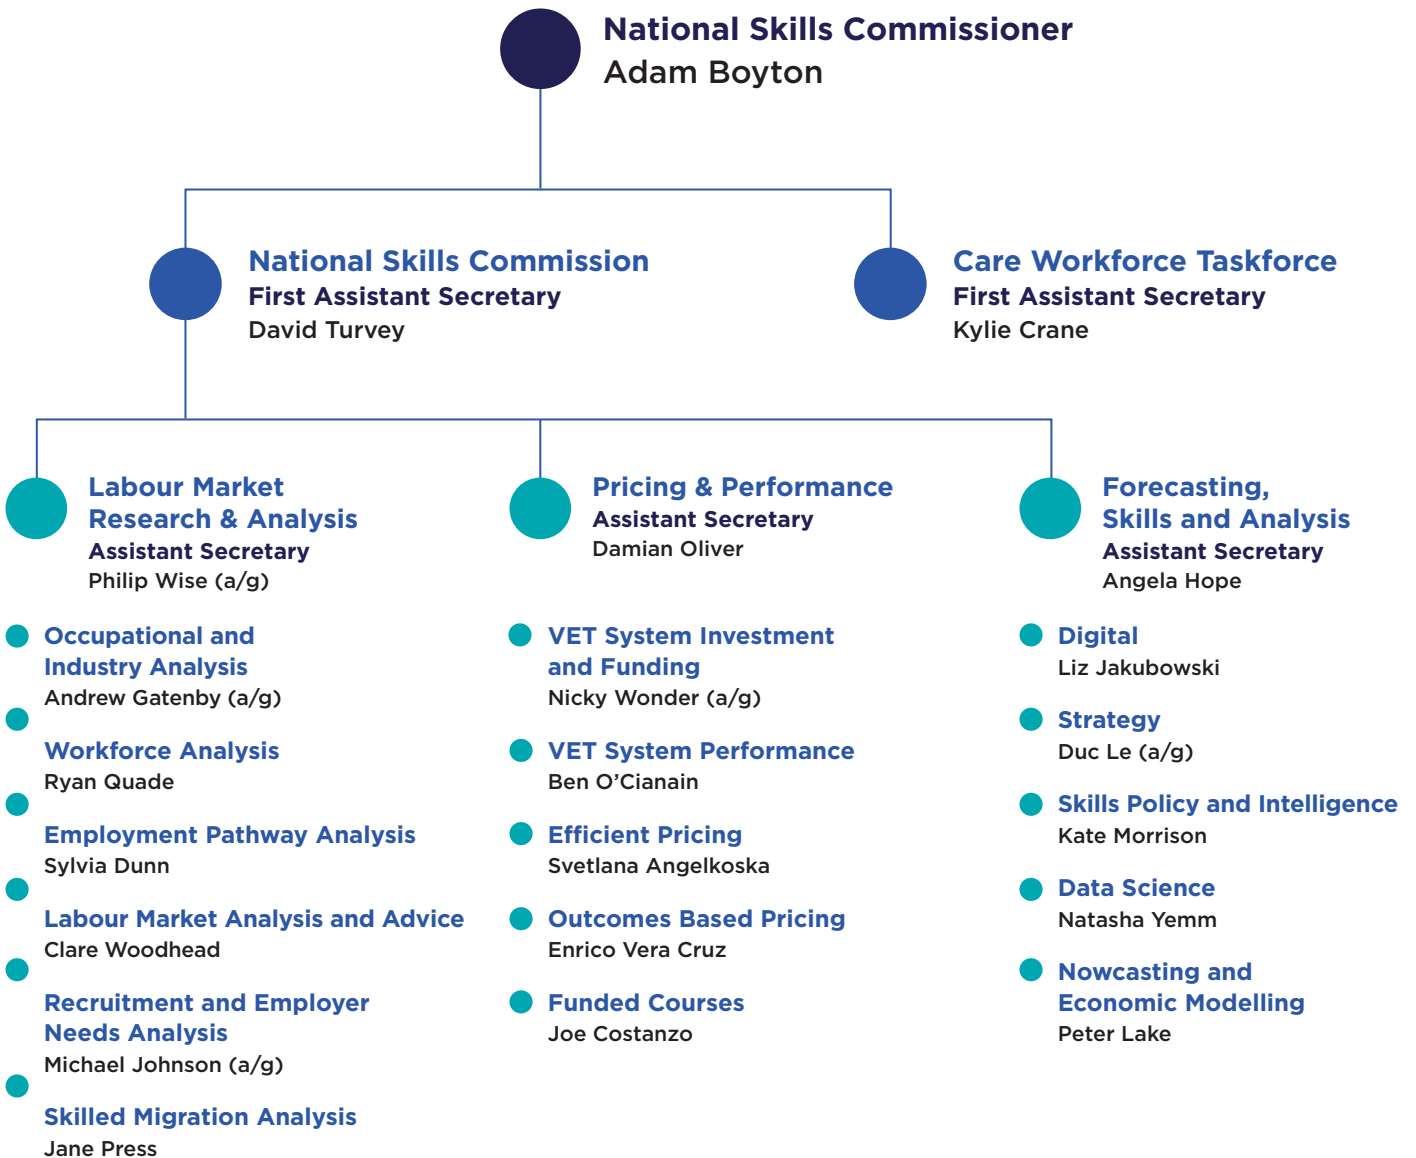 National Skills Commissioner
Adam Boyton
National Skills Commission
First Assistant Secretary
David Turvey
Care Workforce Taskforce
First Assistant Secretary
Kylie Crane
Labour Market
Research & Analysis
Assistant Secretary
Philip Wise (a/g)
Occupational and
Industry Analysis
Andrew Gatenby (a/g)
Workforce Analysis
Ryan Quade
Employment Pathway Analysis
Sylvia Dunn
Labour Market Analysis and Advice
Clare Woodhead
Recruitment and Employer
Needs Analysis
Michael Johnson (a/g)
Skilled Migration Analysis
Jane Press
Pricing & Performance
Assistant Secretary
Damian Oliver
VET System Investment
and Funding
Nicky Wonder (a/g)
VET System Performance
Ben O’Cianain
Efficient Pricing
Svetlana Angelkoska
Outcomes Based Pricing
Enrico Vera Cruz
Funded Courses
Joe Costanzo
Forecasting,
Skills and Analysis
Assistant Secretary
Angela Hope
Digital
Liz Jakubowski
Strategy
Duc Le (a/g)
Skills Policy and Intelligence
Kate Morrison
Data Science
Natasha Yemm
Nowcasting and
Economic Modelling
Peter Lake